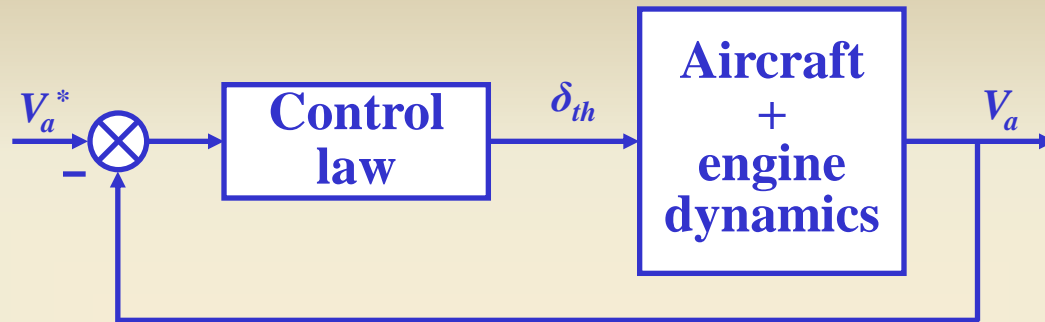 V_a^*
−
Control
law
δ_th
Aircraft
+
engine
dynamics
V_a